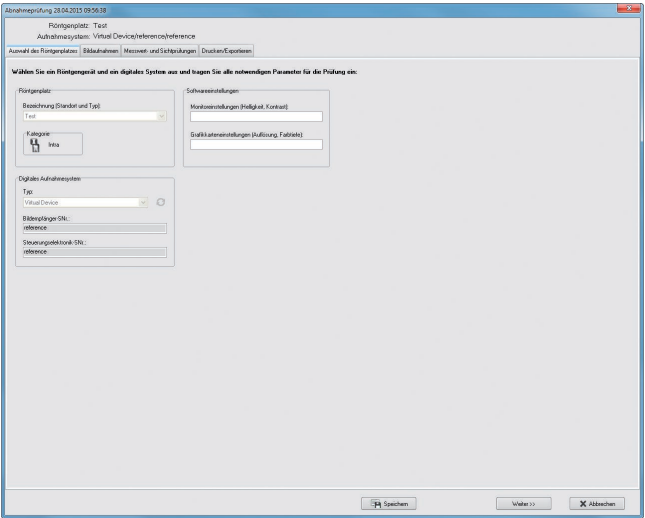 Abnahmeprüfung 28.04.2015 09:56:38
Röntgenplatz: Test
Aufnahmesystem: Virtual Device/reference/reference
Auswahl des Röntgenplatzes Bildaufnahmen Messwert- und Sichtprüfungen Drucken/Exportieren
Wählen Sie ein Röntgengerät und ein digitales System aus und tragen Sie alle notwendigen Parameter für die Prüfung ein:
Röntgenplatz
Bezeichnung (Standort und Typ):
Test
Kategorie
Intra
Softwareeinstellungen
Monitoreinstellungen (Helligkeit, Kontrast):
Grafikkarteneinstellungen (Auflösung, Farbtiefe):
Digitales Aufnahmesystem
Typ:
Virtual Device
Bildempfänger-SNr.:
reference
Steuerungselektronik-SNr.:
reference
Speichern Weiter >> Abbrechen